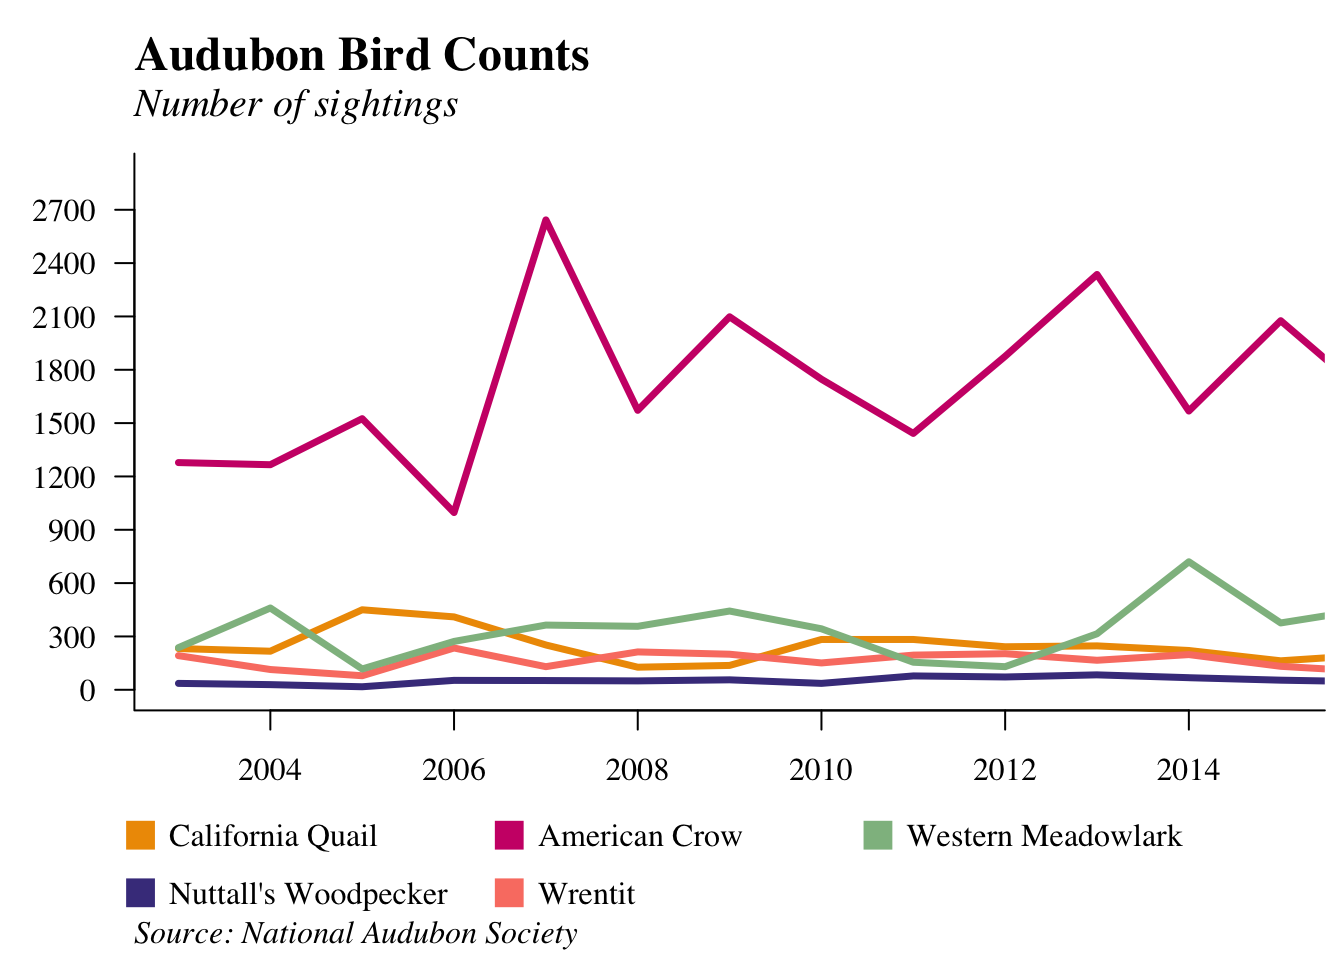 Audubon Bird Counts
Number of sightings
2700
2400
2100
1800
1500
1200
900
600
300
0
2004 2006 2008 2010 2012 2014
California Quail American Crow Western Meadowlark
Nuttall's Woodpecker Wrentit
Source: National Audubon Society